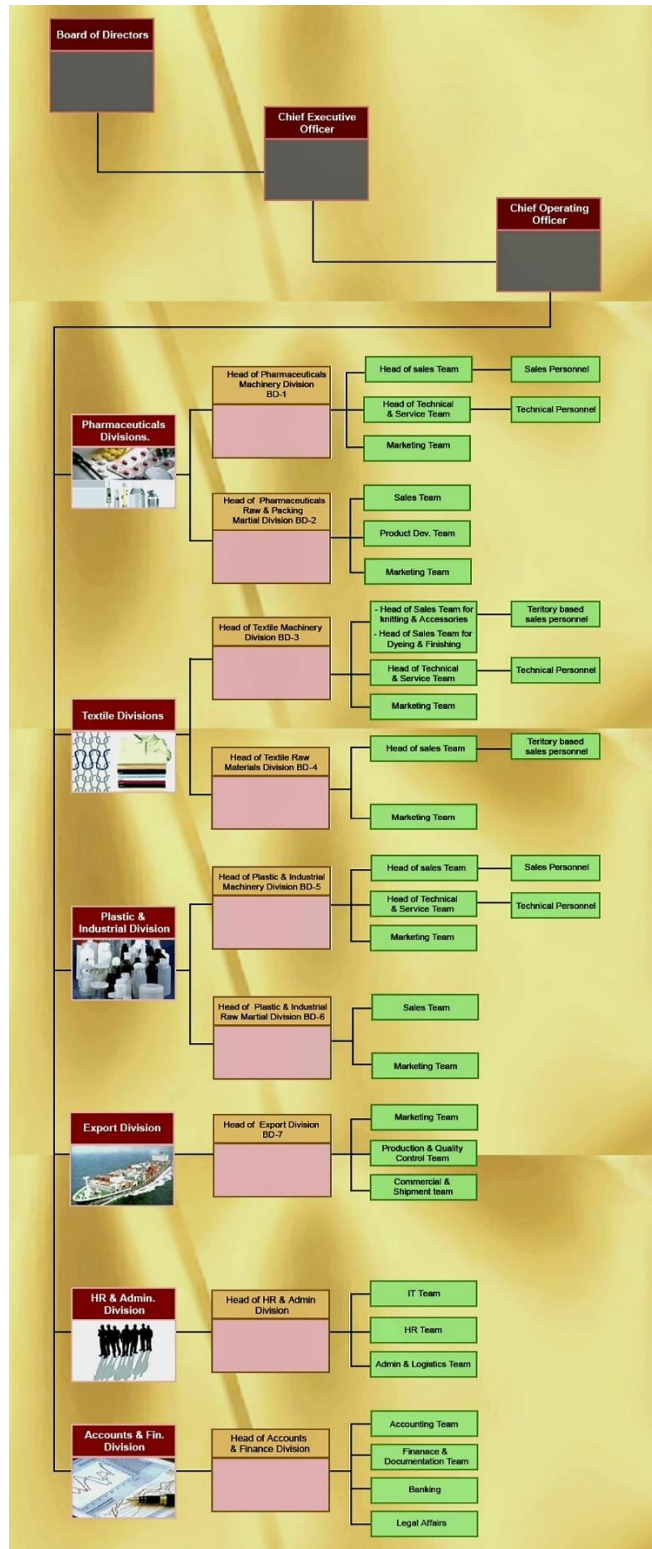 Board of Directors
Chief Executive
Officer
Chief Operating
Officer
Pharmaceuticals
Divisions.
Head of Pharmaceuticals
Machinery Division
BD-1
Head of sales Team
Sales Personnel
Head of Technical
& Service Team
Technical Personnel
Marketing Team
Head of Pharmaceuticals
Raw & Packing
Martial Division BD-2
Sales Team
Product Dev. Team
Marketing Team
Textile Divisions
Head of Textile Machinery
Division BD-3
- Head of Sales Team for
knitting & Accessories
- Head of Sales Team for
Dyeing & Finishing
Teritory based
sales personnel
Head of Technical
& Service Team
Technical Personnel
Marketing Team
Head of Textile Raw
Materials Division BD-4
Head of sales Team
Teritory based
sales personnel
Marketing Team
Plastic &
Industrial Division
Head of Plastic & Industrial
Machinery Division BD-5
Head of sales Team
Sales Personnel
Head of Technical
& Service Team
Technical Personnel
Marketing Team
Head of Plastic & Industrial
Raw Martial Division BD-6
Sales Team
Marketing Team
Export Division
Head of Export Division
BD-7
Marketing Team
Production & Quality
Control Team
Commercial &
Shipment team
HR & Admin.
Division
Head of HR & Admin
Division
IT Team
HR Team
Admin & Logistics Team
Accounts & Fin.
Division
Head of Accounts
& Finance Division
Accounting Team
Finanace &
Documentation Team
Banking
Legal Affairs